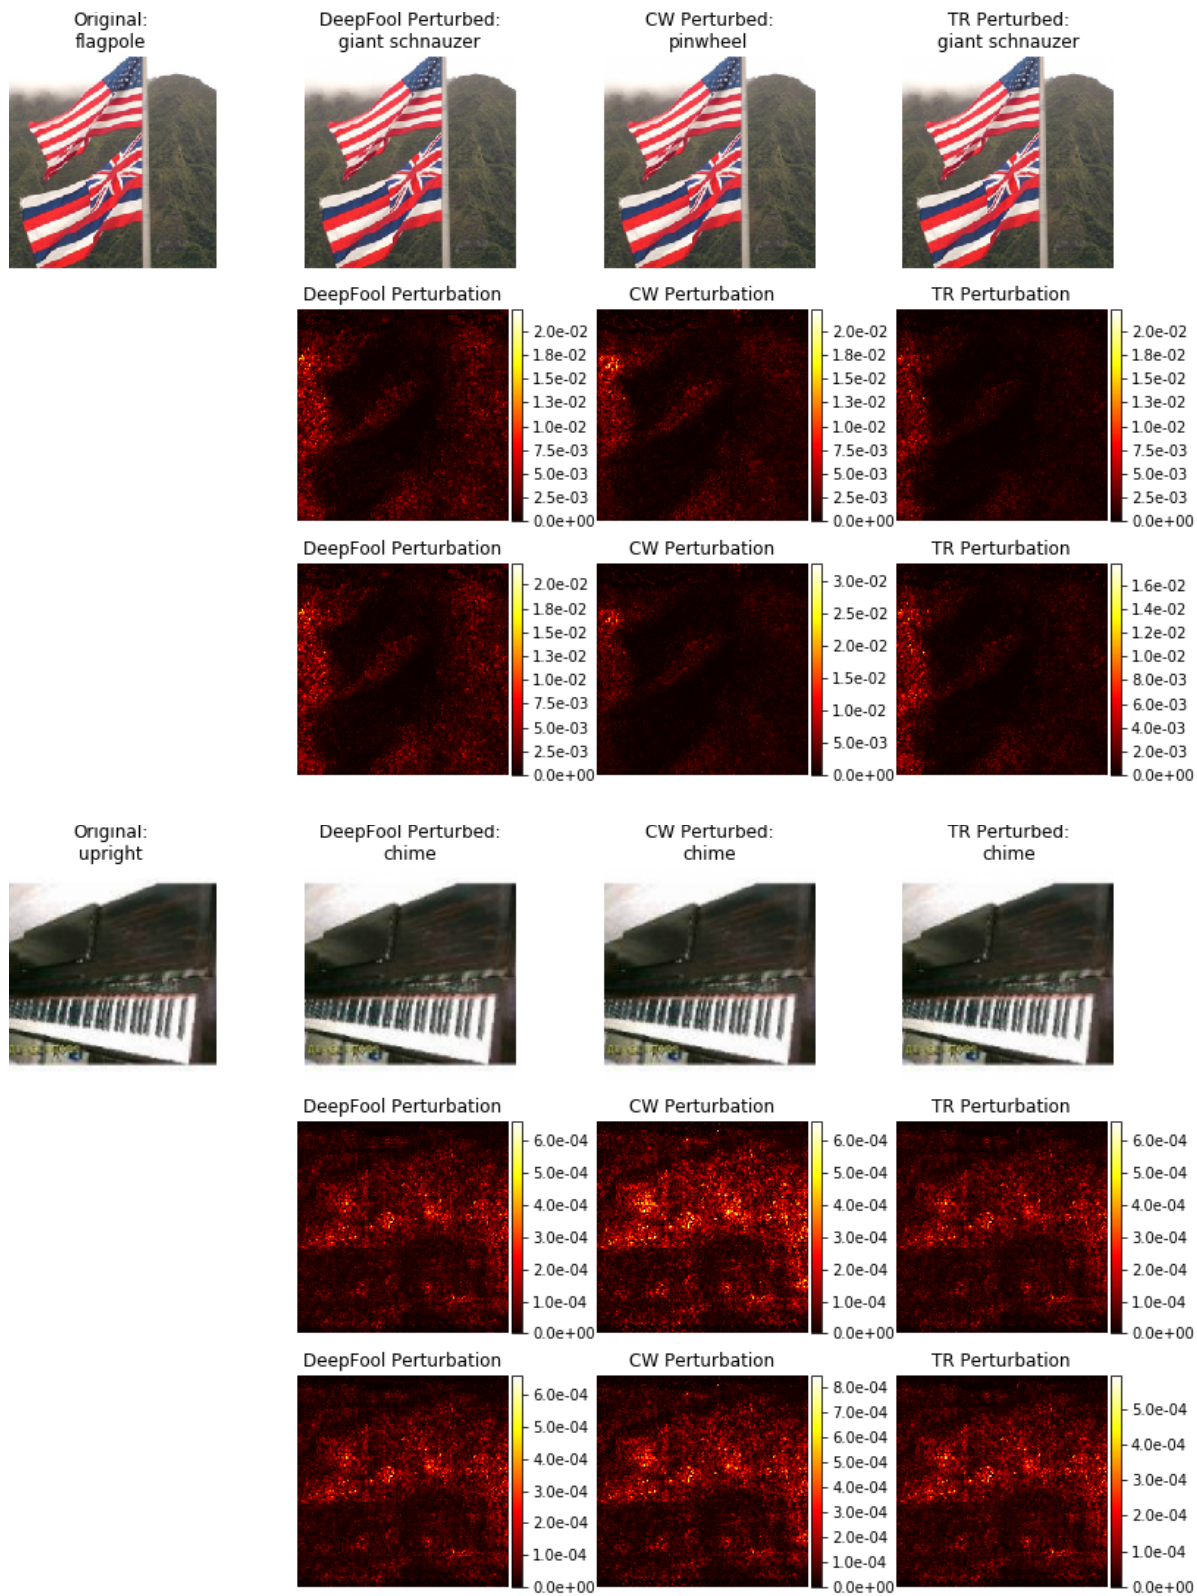 Original:
flagpole
DeepFool Perturbed:
giant schnauzer
CW Perturbed:
pinwheel
TR Perturbed:
giant schnauzer
DeepFool Perturbation
2.0e-02
1.8e-02
1.5e-02
1.3e-02
1.0e-02
7.5e-03
5.0e-03
2.5e-03
0.0e+00
CW Perturbation
2.0e-02
1.8e-02
1.5e-02
1.3e-02
1.0e-02
7.5e-03
5.0e-03
2.5e-03
0.0e+00
TR Perturbation
2.0e-02
1.8e-02
1.5e-02
1.3e-02
1.0e-02
7.5e-03
5.0e-03
2.5e-03
0.0e+00
DeepFool Perturbation
2.0e-02
1.8e-02
1.5e-02
1.3e-02
1.0e-02
7.5e-03
5.0e-03
2.5e-03
0.0e+00
CW Perturbation
3.0e-02
2.5e-02
2.0e-02
1.5e-02
1.0e-02
5.0e-03
0.0e+00
TR Perturbation
1.6e-02
1.4e-02
1.2e-02
1.0e-02
8.0e-03
6.0e-03
4.0e-03
2.0e-03
0.0e+00
Original:
upright
DeepFool Perturbed:
chime
CW Perturbed:
chime
TR Perturbed:
chime
DeepFool Perturbation
6.0e-04
5.0e-04
4.0e-04
3.0e-04
2.0e-04
1.0e-04
0.0e+00
CW Perturbation
6.0e-04
5.0e-04
4.0e-04
3.0e-04
2.0e-04
1.0e-04
0.0e+00
TR Perturbation
6.0e-04
5.0e-04
4.0e-04
3.0e-04
2.0e-04
1.0e-04
0.0e+00
DeepFool Perturbation
6.0e-04
5.0e-04
4.0e-04
3.0e-04
2.0e-04
1.0e-04
0.0e+00
CW Perturbation
8.0e-04
7.0e-04
6.0e-04
5.0e-04
4.0e-04
3.0e-04
2.0e-04
1.0e-04
0.0e+00
TR Perturbation
5.0e-04
4.0e-04
3.0e-04
2.0e-04
1.0e-04
0.0e+00